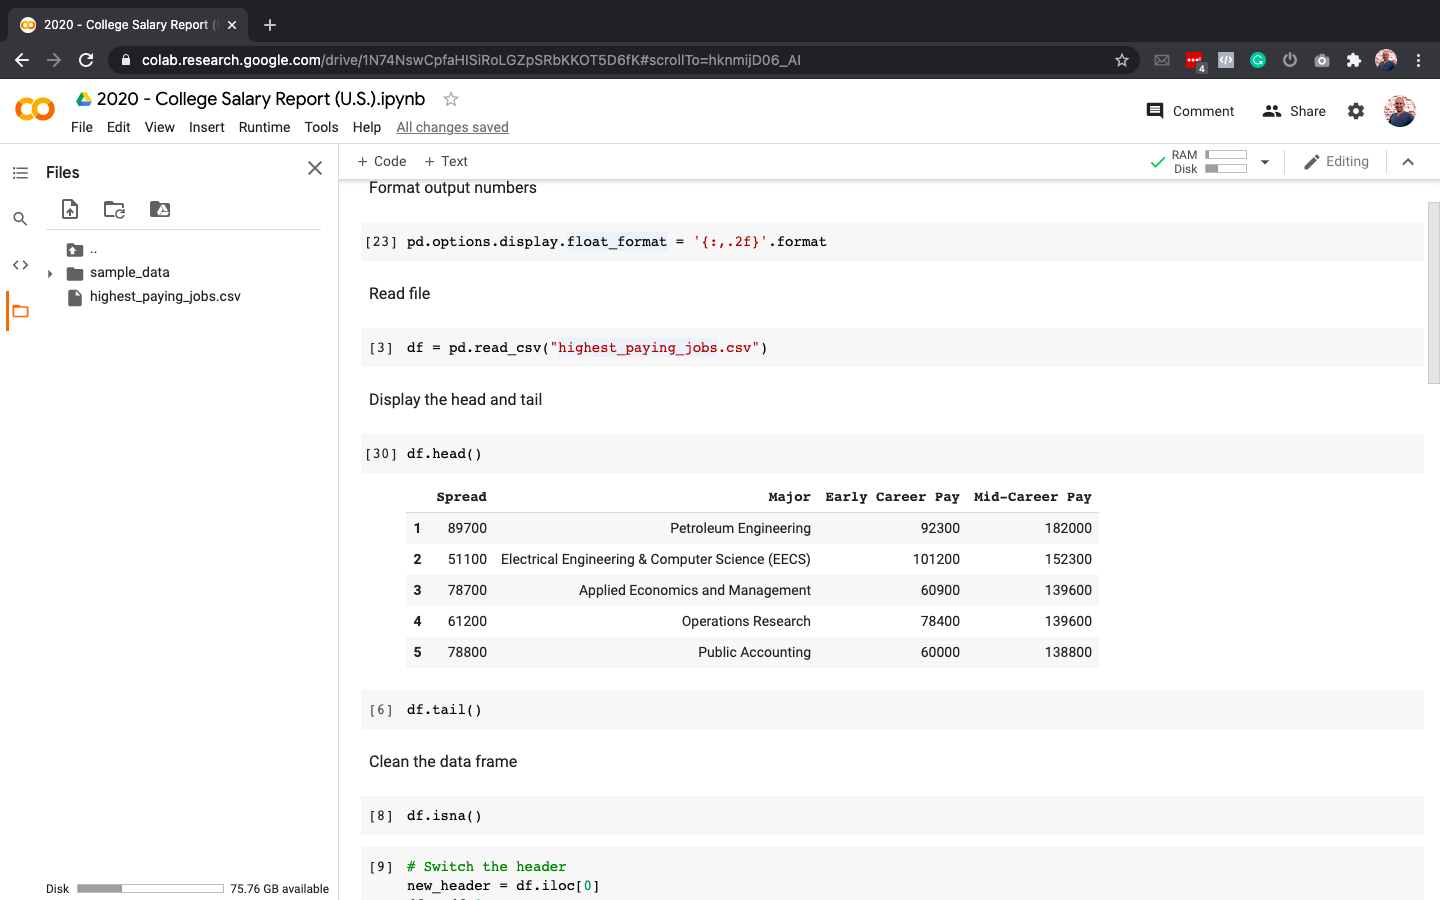 2020 - College Salary Report (
colab.research.google.com/drive/1N74NswCpfaHISiRoLGZpSRbKKOT5D6fK#scrollTo=hknmijD06_AI
4
2020 - College Salary Report (U.S.).ipynb
Comment
Share
File Edit View Insert Runtime Tools Help All changes saved
Files
+ Code + Text
RAM
Disk
Editing
..
sample_data
highest_paying_jobs.csv
Format output numbers
[23] pd.options.display.float_format = '{:,.2f}'.format
Read file
[3] df = pd.read_csv("highest_paying_jobs.csv")
Display the head and tail
[30] df.head()
Spread Major Early Career Pay Mid-Career Pay
1 89700 Petroleum Engineering 92300 182000
2 51100 Electrical Engineering & Computer Science (EECS) 101200 152300
3 78700 Applied Economics and Management 60900 139600
4 61200 Operations Research 78400 139600
5 78800 Public Accounting 60000 138800
[6] df.tail()
Clean the data frame
[8] df.isna()
[9] # Switch the header
new_header = df.iloc[0]
Disk 75.76 GB available